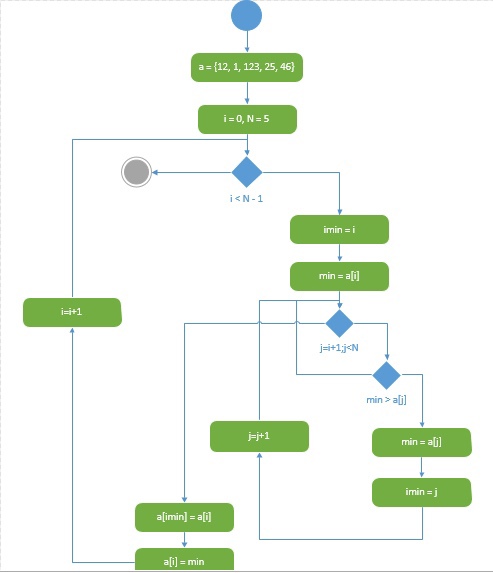 a = {12, 1, 123, 25, 46}
i = 0, N = 5
i < N - 1
imin = i
min = a[i]
i=i+1
j=i+1;j<N
min > a[j]
j=j+1
min = a[j]
imin = j
a[imin] = a[i]
a[i] = min